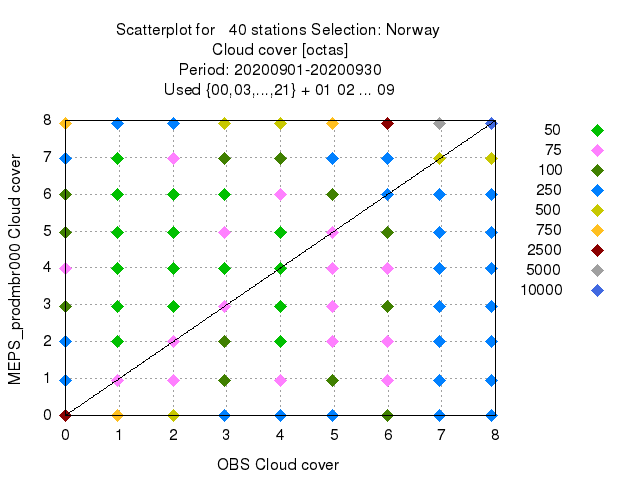 Scatterplot for 40 stations Selection: Norway
Cloud cover [octas]
Period: 20200901-20200930
Used {00,03,...,21} + 01 02 ... 09
8
7
6
5
4
3
2
1
0
MEPS_prodmbr000 Cloud cover
0 1 2 3 4 5 6 7 8
OBS Cloud cover
50
75
100
250
500
750
2500
5000
10000